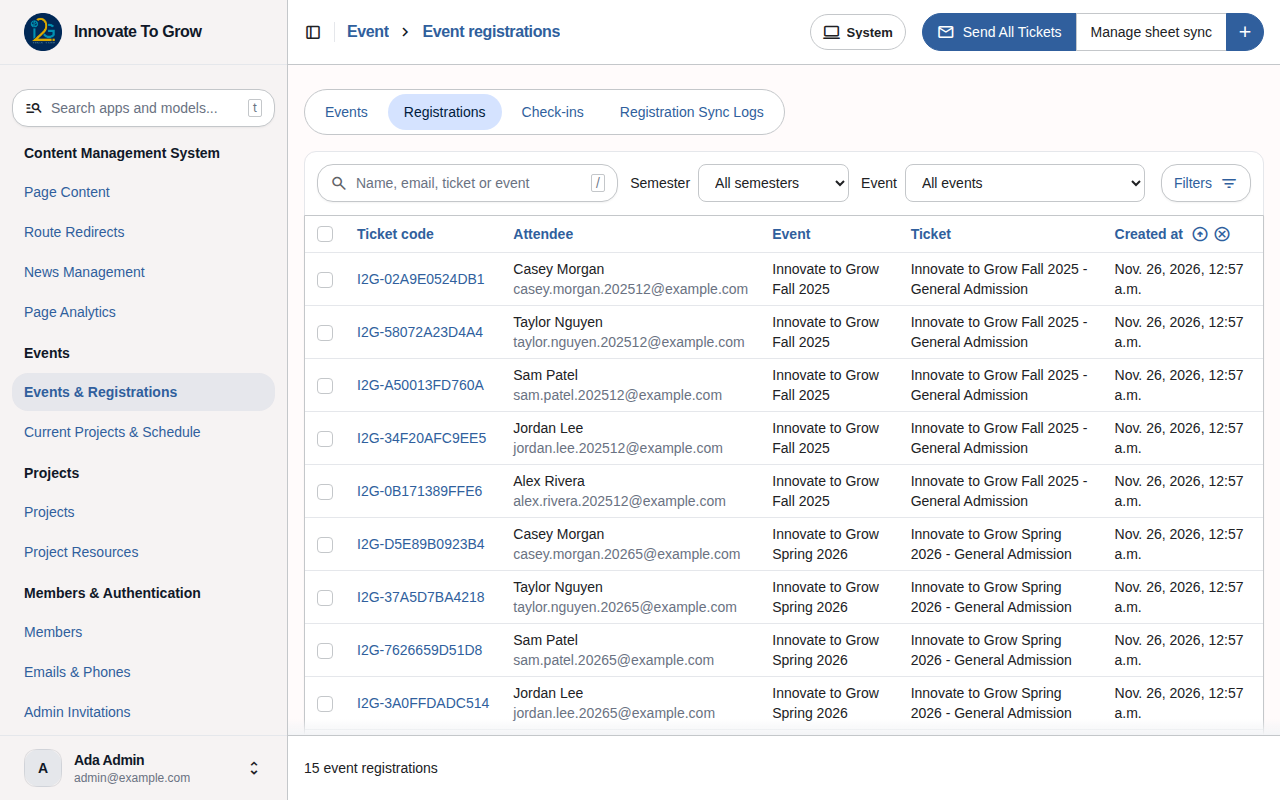 Innovate To Grow
Search apps and models... t
Content Management System
Page Content
Route Redirects
News Management
Page Analytics
Events
Events & Registrations
Current Projects & Schedule
Projects
Projects
Project Resources
Members & Authentication
Members
Emails & Phones
Admin Invitations
A
Ada Admin
admin@example.com
Event > Event registrations
System
Send All Tickets
Manage sheet sync
+
Events Registrations Check-ins Registration Sync Logs
Name, email, ticket or event /
Semester All semesters
Event All events
Filters
Ticket code Attendee Event Ticket Created at
I2G-02A9E0524DB1 Casey Morgan Innovate to Grow Innovate to Grow Fall 2025 - Nov. 26, 2026, 12:57
casey.morgan.202512@example.com Fall 2025 General Admission a.m.
I2G-58072A23D4A4 Taylor Nguyen Innovate to Grow Innovate to Grow Fall 2025 - Nov. 26, 2026, 12:57
taylor.nguyen.202512@example.com Fall 2025 General Admission a.m.
I2G-A50013FD760A Sam Patel Innovate to Grow Innovate to Grow Fall 2025 - Nov. 26, 2026, 12:57
sam.patel.202512@example.com Fall 2025 General Admission a.m.
I2G-34F20AFC9EE5 Jordan Lee Innovate to Grow Innovate to Grow Fall 2025 - Nov. 26, 2026, 12:57
jordan.lee.202512@example.com Fall 2025 General Admission a.m.
I2G-0B171389FFE6 Alex Rivera Innovate to Grow Innovate to Grow Fall 2025 - Nov. 26, 2026, 12:57
alex.rivera.202512@example.com Fall 2025 General Admission a.m.
I2G-D5E89B0923B4 Casey Morgan Innovate to Grow Innovate to Grow Spring Nov. 26, 2026, 12:57
casey.morgan.20265@example.com Spring 2026 2026 - General Admission a.m.
I2G-37A5D7BA4218 Taylor Nguyen Innovate to Grow Innovate to Grow Spring Nov. 26, 2026, 12:57
taylor.nguyen.20265@example.com Spring 2026 2026 - General Admission a.m.
I2G-7626659D51D8 Sam Patel Innovate to Grow Innovate to Grow Spring Nov. 26, 2026, 12:57
sam.patel.20265@example.com Spring 2026 2026 - General Admission a.m.
I2G-3A0FFDADC514 Jordan Lee Innovate to Grow Innovate to Grow Spring Nov. 26, 2026, 12:57
jordan.lee.20265@example.com Spring 2026 2026 - General Admission a.m.
15 event registrations